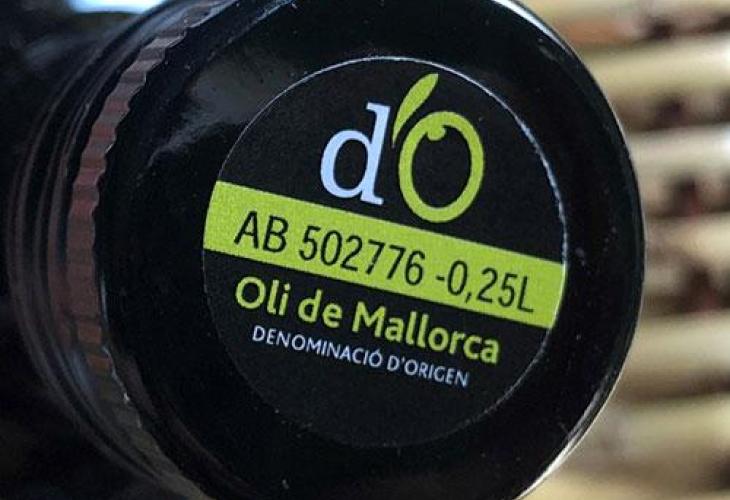 d'O
AB 502776 -0,25L
Oli de Mallorca
DENOMINACIÓ D'ORIGEN